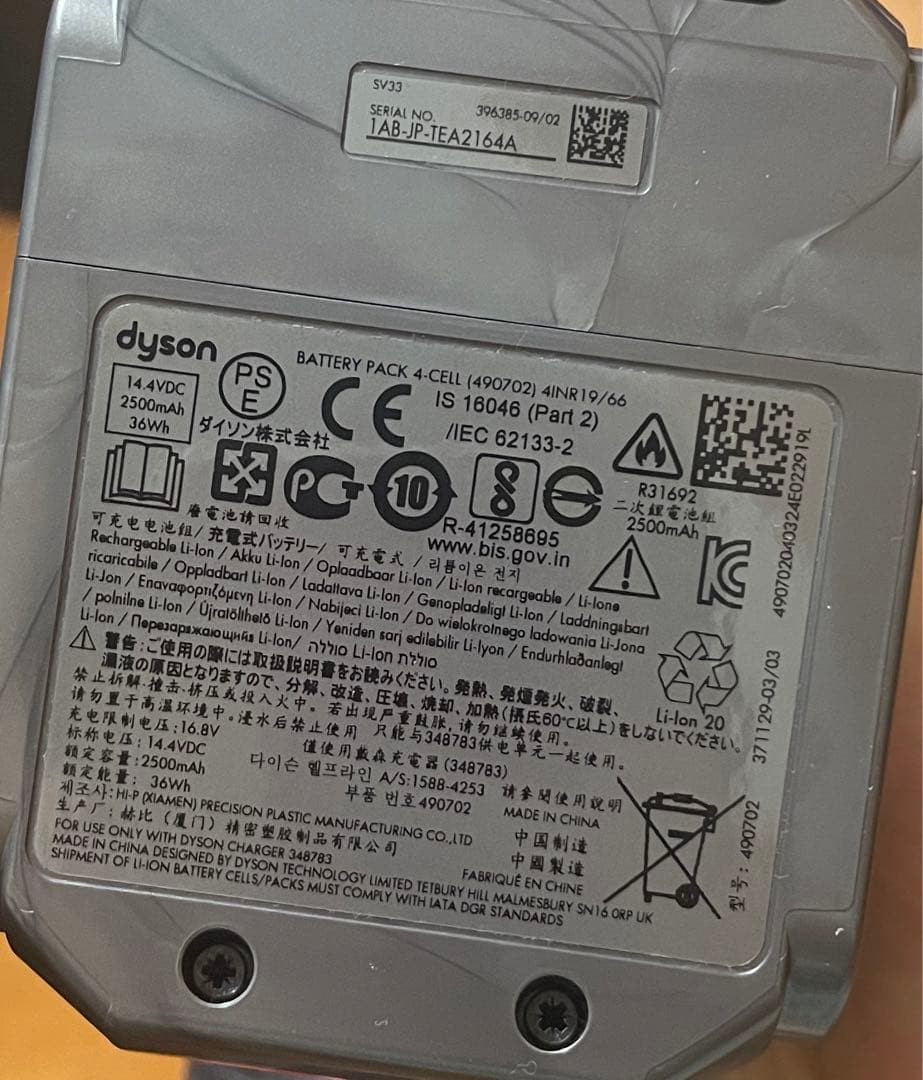 SV33
SERIAL NO. 396385-09/02
1AB-JP-TEA2164A
dyson
BATTERY PACK 4-CELL (490702) 4INR19/66
14.4VDC
2500mAh
36Wh
PS
E
ダイソン株式会社
CE
IS 16046 (Part 2)
/IEC 62133-2
R31692
二次鋰電池組
2500mAh
10
R-41258695
www.bis.gov.in
廢電池請回收
490702040324E022919L
可充电电池组/ 充電式バッテリー/ 可充電式 / 리튬이온 전지
Rechargeable Li-Ion / Akku Li-Ion / Oplaadbaar Li-Ion / Li-Ion recargeable / Li-Ione
ricaricabile / Oppladbart Li-Ion / Ladattava Li-Ion / Genopladeligt Li-Ion / Laddningsbart
Li-Jon / Επαναφορτιζόμενη Li-Ion / Nabíjecí Li-Ion / Do wielokrotnego ładowania Li-Jona
/ polnilne Li-Ion / Újratölthető Li-Ion / Yeniden şarj edilebilir Li-Iyon / Endurhlaðanlegt
Li-Ion / Перезаряжающийся Li-Ion/ סוללה Li-Ion סוללת
警告:ご使用の際には取扱説明書をお読みください。発熱、発煙発火、破裂、
漏液の原因となりますので、分解、改造、圧壊、焼却、加熱(摂氏60℃以上)をしないでください。
禁止拆解、撞击、挤压或投入火中。若出现严重鼓胀,请勿继续使用。
请勿置于高温环境中。浸水后禁止使用 只能与348783供电单元一起使用。
充电限制电压:16.8V
僅使用戴森充電器(348783)
标称电压: 14.4VDC
다이슨 헬프라인 A/S:1588-4253 請參閱使用說明
额定容量:2500mAh
부품 번호490702
MADE IN CHINA
额定能量: 36Wh
中国制造
제조사: HI-P (XIAMEN) PRECISION PLASTIC MANUFACTURING CO.,LTD
中國製造
生产厂: 赫比(厦门)精密塑胶制品有限公司
FABRIQUÉ EN CHINE
FOR USE ONLY WITH DYSON CHARGER 348783
MADE IN CHINA DESIGNED BY DYSON TECHNOLOGY LIMITED TETBURY HILL MALMESBURY SN16 0RP UK
SHIPMENT OF LI-ION BATTERY CELLS/PACKS MUST COMPLY WITH IATA DGR STANDARDS
Li-Ion 20
371129-03/03
型号: 490702